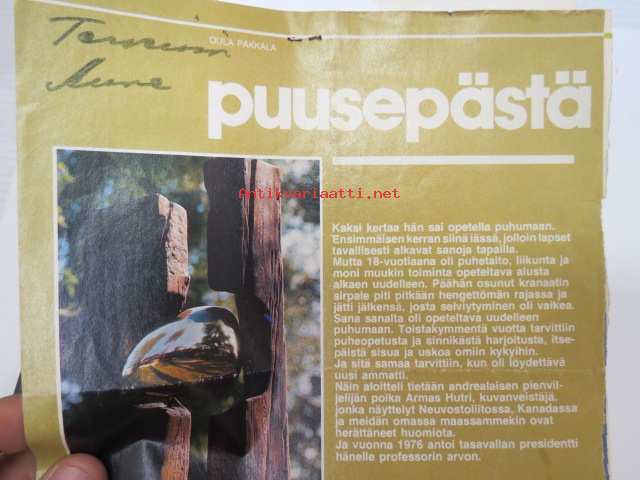 Terveisin
Aune
OULA PAKKALA
puusepästä
Antikvariaatti.net
Kaksi kertaa hän sai opetella puhumaan.
Ensimmäisen kerran siinä iässä, jolloin lapset
tavallisesti alkavat sanoja tapailla.
Mutta 18-vuotiaana oli puhetaito, liikunta ja
moni muukin toiminta opeteltava alusta
alkaen uudelleen. Päähän osunut kranaatin
sirpale piti pitkään hengettömän rajassa ja
jätti jälkensä, josta selviytyminen oli vaikea.
Sana sanalta oli opeteltava uudelleen
puhumaan. Toistakymmentä vuotta tarvittiin
puheopetusta ja sinnikästä harjoitusta, itse-
päistä sisua ja uskoa omiin kykyihin.
Ja sitä samaa tarvittiin, kun oli löydettävä
uusi ammatti.
Näin aloitteli tietään andrealaisen pienvil-
jelijän poika Armas Hutri, kuvanveistäjä,
jonka näyttelyt Neuvostoliitossa, Kanadassa
ja meidän omassa maassammekin ovat
herättäneet huomiota.
Ja vuonna 1976 antoi tasavallan presidentti
hänelle professorin arvon.